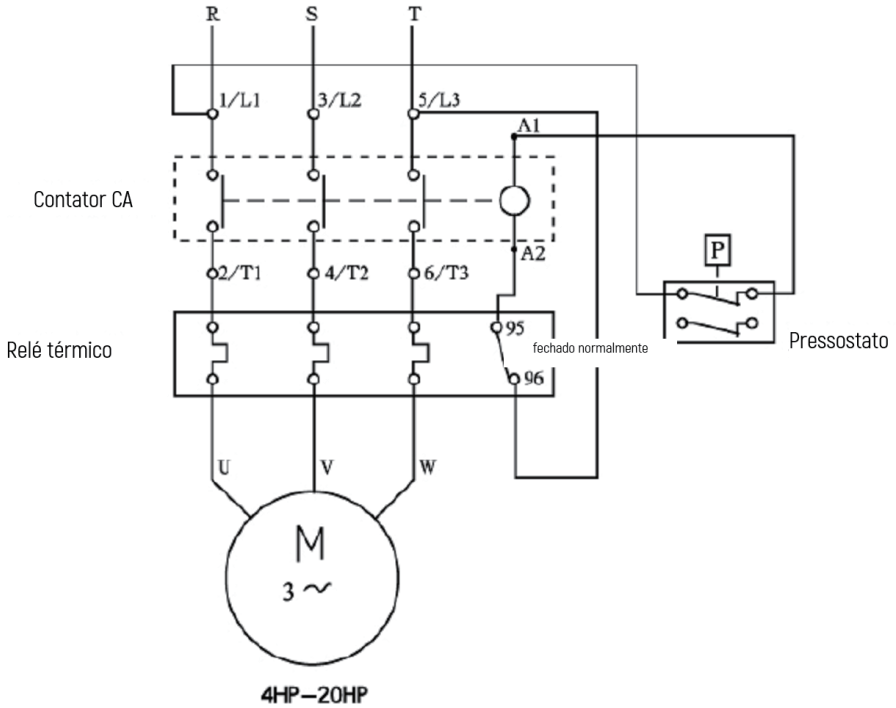 R S T
1/L1 3/L2 5/L3
A1
Contator CA
A2
2/T1 4/T2 6/T3
P
Pressostato
95
Relé térmico
fechado normalmente
96
U V W
M
3 ~
4HP–20HP